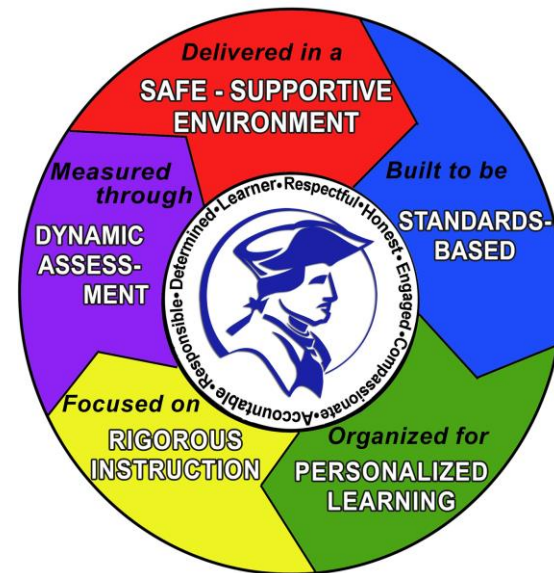 Delivered in a
SAFE - SUPPORTIVE
ENVIRONMENT
Built to be
STANDARDS-
BASED
Organized for
PERSONALIZED
LEARNING
Focused on
RIGOROUS
INSTRUCTION
Measured
through
DYNAMIC
ASSESS-
MENT
Respectful•Honest•Engaged•Compassionate•Accountable•Responsible•Determined•Learner•